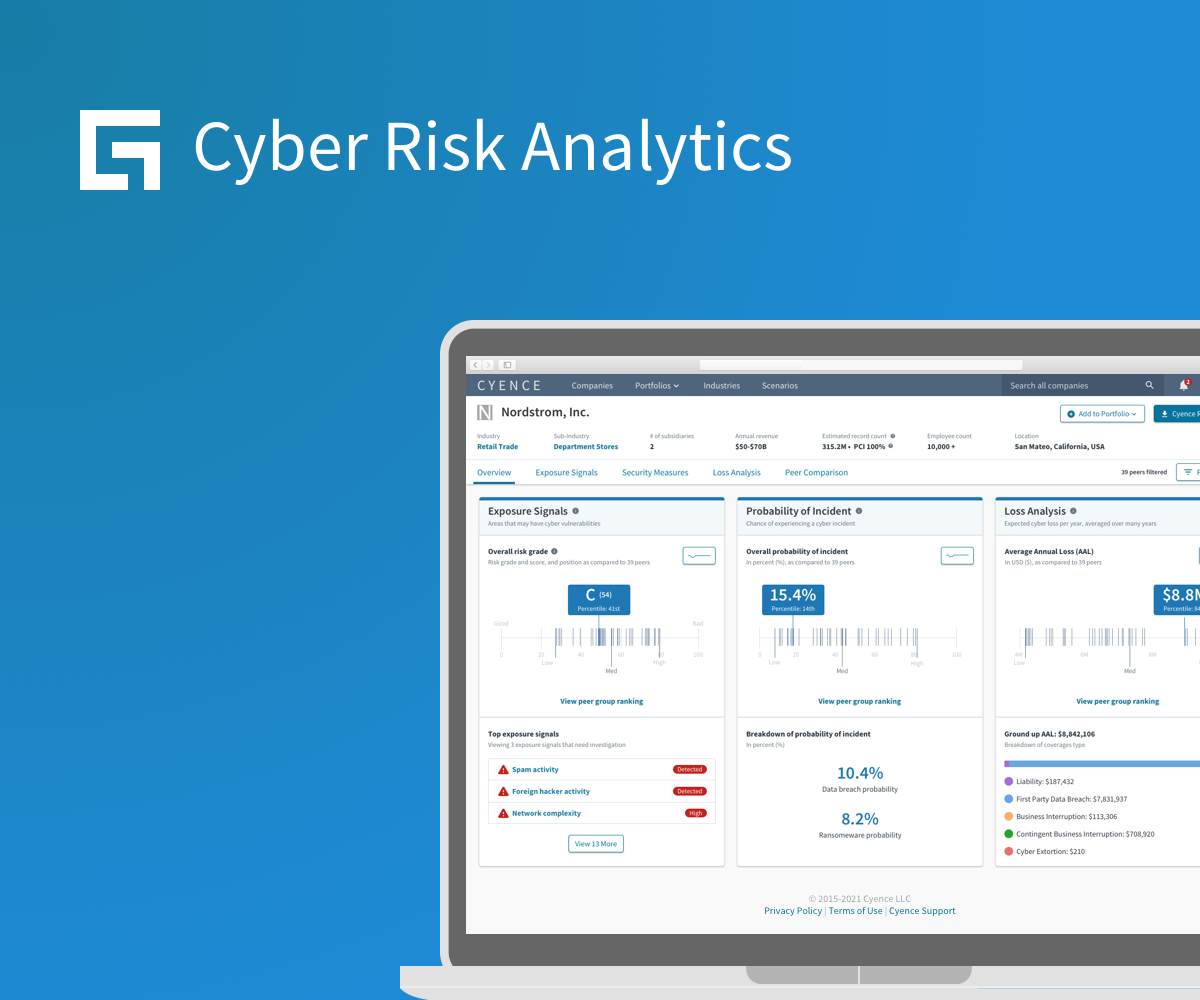 Cyber Risk Analytics
CYENCE
Companies
Portfolios
Industries
Scenarios
Search all companies
2
Nordstrom, Inc.
Add to Portfolio
Cyence
Industry
Sub-Industry
# of subsidiaries
Annual revenue
Estimated record count
Employee count
Location
Retail Trade
Department Stores
2
$50-$70B
315.2M • PCI 100%
10,000 +
San Mateo, California, USA
Overview
Exposure Signals
Security Measures
Loss Analysis
Peer Comparison
39 peers filtered
Exposure Signals
Areas that may have cyber vulnerabilities
Overall risk grade
Risk grade and score, and position as compared to 39 peers
C (54)
Percentile: 41st
Good
Bad
0 20 40 60 80 100
Low
High
Med
View peer group ranking
Top exposure signals
Viewing 3 exposure signals that need investigation
Spam activity
Detected
Foreign hacker activity
Detected
Network complexity
High
View 13 More
Probability of Incident
Chance of experiencing a cyber incident
Overall probability of incident
In percent (%), as compared to 39 peers
15.4%
Percentile: 14th
0 20 40 60 80 100
Low
High
Med
View peer group ranking
Breakdown of probability of incident
In percent (%)
10.4%
Data breach probability
8.2%
Ransomeware probability
Loss Analysis
Expected cyber loss per year, averaged over many years
Average Annual Loss (AAL)
In USD ($), as compared to 39 peers
$8.8M
Percentile: 84
4M 6M 8M
Low
Med
View peer group ranking
Ground up AAL: $8,842,106
Breakdown of coverages type
Liability: $187,432
First Party Data Breach: $7,831,937
Business Interruption: $113,306
Contingent Business Interruption: $708,920
Cyber Extortion: $210
© 2015-2021 Cyence LLC
Privacy Policy | Terms of Use | Cyence Support